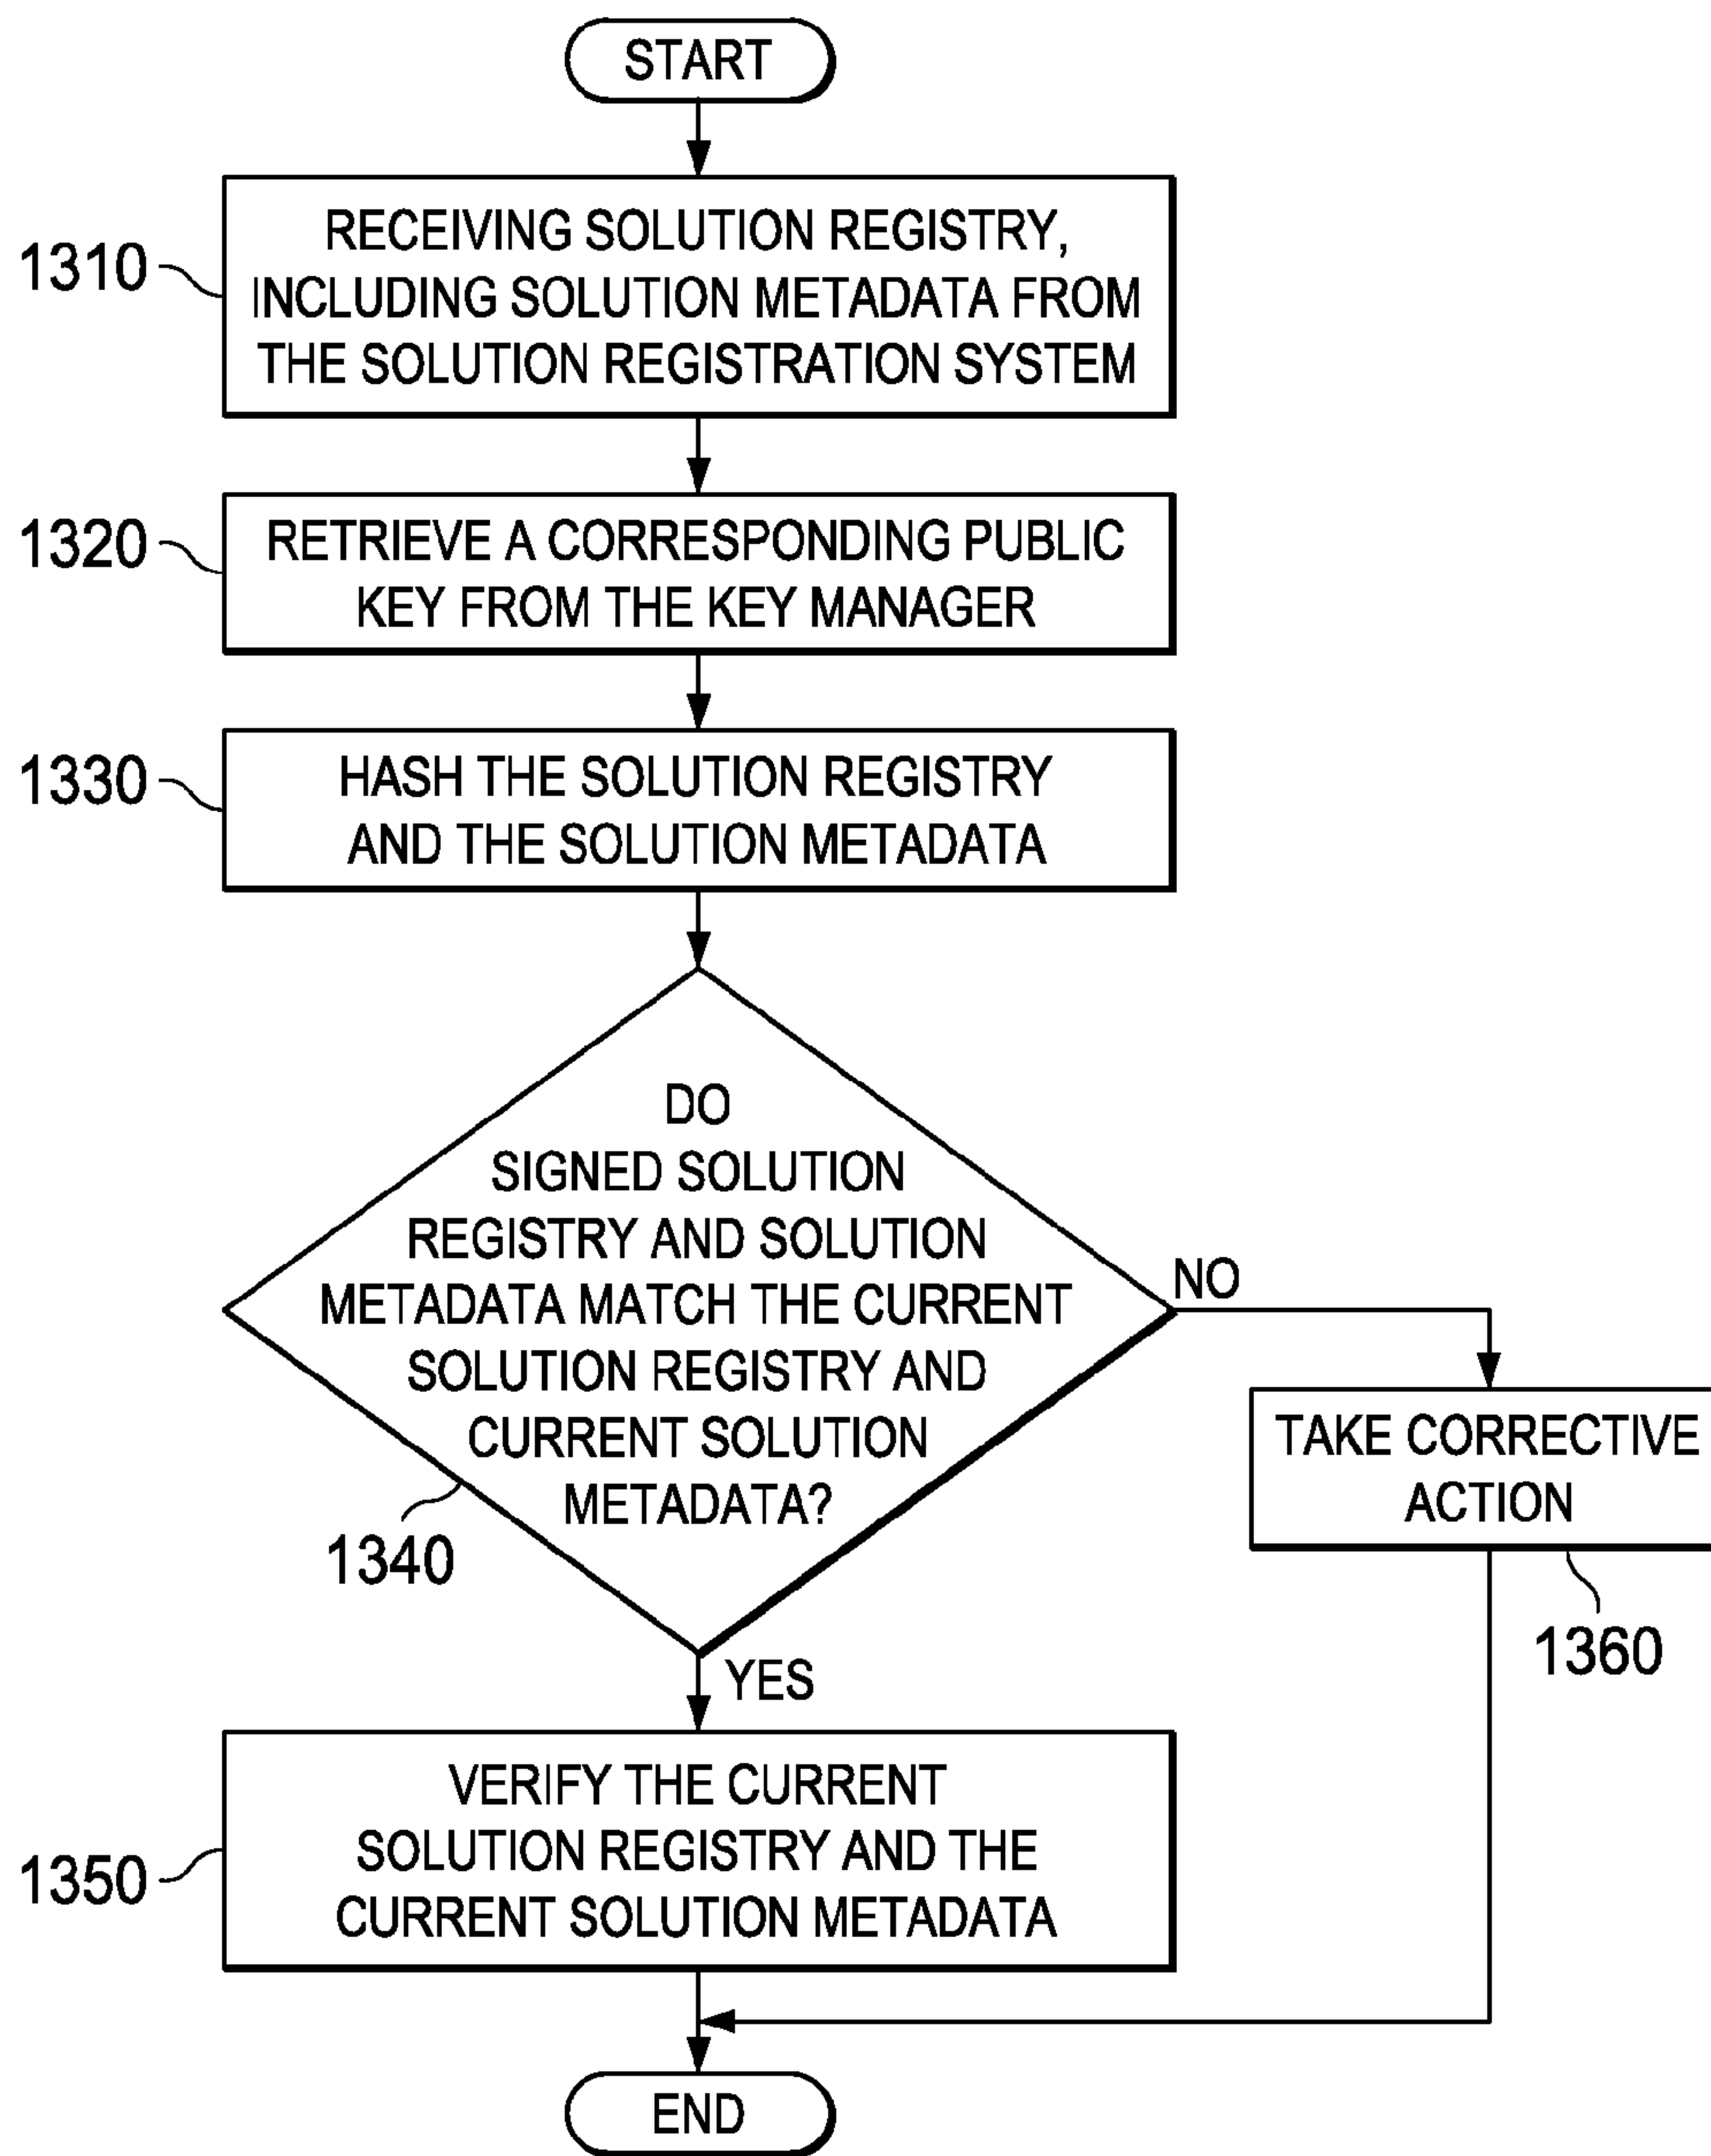 START
1310
RECEIVING SOLUTION REGISTRY,
INCLUDING SOLUTION METADATA FROM
THE SOLUTION REGISTRATION SYSTEM
1320
RETRIEVE A CORRESPONDING PUBLIC
KEY FROM THE KEY MANAGER
1330
HASH THE SOLUTION REGISTRY
AND THE SOLUTION METADATA
DO
SIGNED SOLUTION
REGISTRY AND SOLUTION
METADATA MATCH THE CURRENT
SOLUTION REGISTRY AND
CURRENT SOLUTION
METADATA?
1340
NO
TAKE CORRECTIVE
ACTION
1360
YES
1350
VERIFY THE CURRENT
SOLUTION REGISTRY AND THE
CURRENT SOLUTION METADATA
END